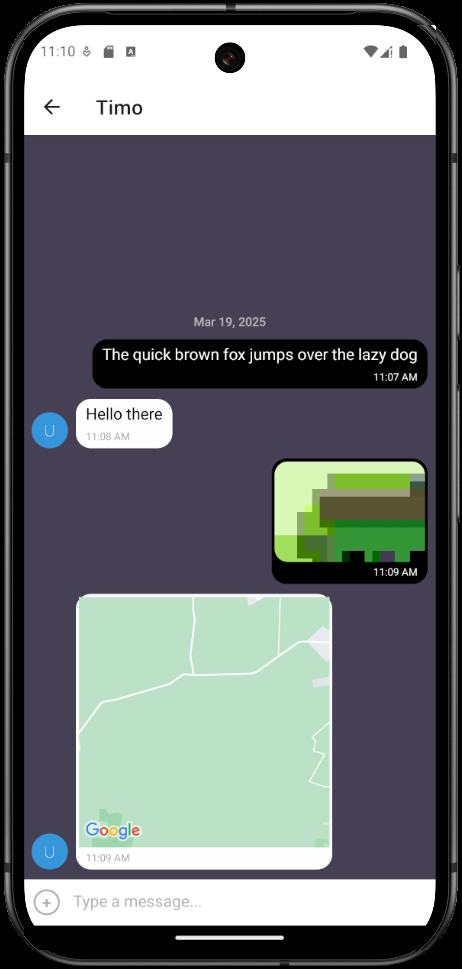 11:10
Timo
Mar 19, 2025
The quick brown fox jumps over the lazy dog
11:07 AM
Hello there
11:08 AM
U
11:09 AM
Google
11:09 AM
U
Type a message...